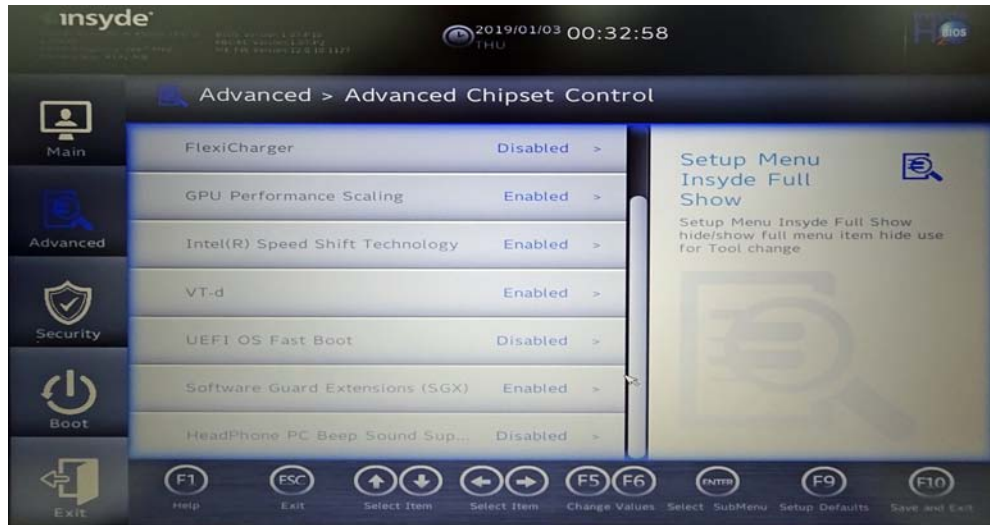 insyde
2019/01/03 00:32:58
THU
Bios
Advanced > Advanced Chipset Control
Main
Advanced
Security
Boot
Exit
FlexiCharger Disabled >
GPU Performance Scaling Enabled >
Intel(R) Speed Shift Technology Enabled >
VT-d Enabled >
UEFI OS Fast Boot Disabled >
Software Guard Extensions (SGX) Enabled >
HeadPhone PC Beep Sound Sup... Disabled >
Setup Menu
Insyde Full
Show
Setup Menu Insyde Full Show
hide/show full menu item hide use
for Tool change
F1 ESC F5 F6 ENTER F9 F10
Help Exit Select Item Select Item Change Values Select SubMenu Setup Defaults Save and Exit